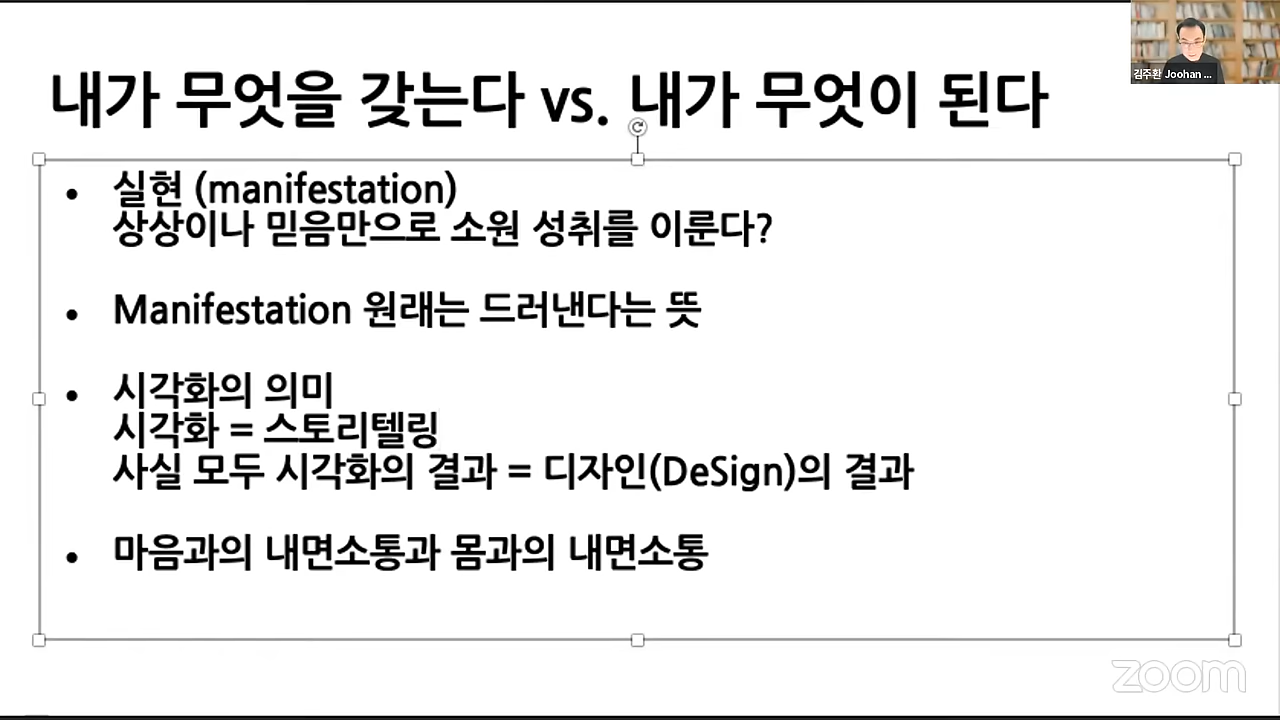 김주환 Joohan ...
내가 무엇을 갖는다 vs. 내가 무엇이 된다
• 실현 (manifestation)
상상이나 믿음만으로 소원 성취를 이룬다?
• Manifestation 원래는 드러낸다는 뜻
• 시각화의 의미
시각화 = 스토리텔링
사실 모두 시각화의 결과 = 디자인(DeSign)의 결과
• 마음과의 내면소통과 몸과의 내면소통
zoom